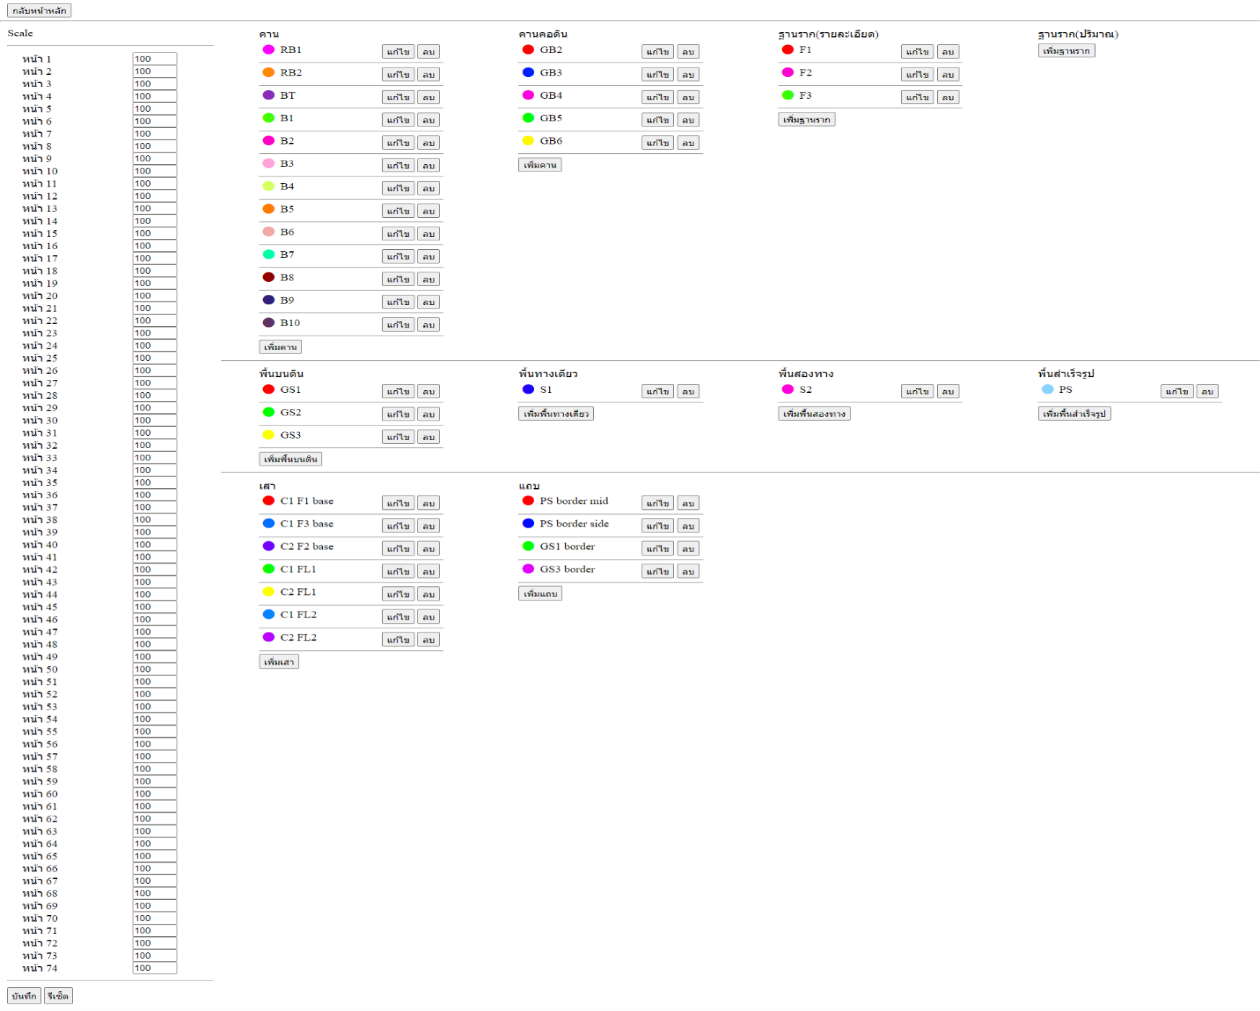 กลับหน้าหลัก
Scale
หน้า 1 100
หน้า 2 100
หน้า 3 100
หน้า 4 100
หน้า 5 100
หน้า 6 100
หน้า 7 100
หน้า 8 100
หน้า 9 100
หน้า 10 100
หน้า 11 100
หน้า 12 100
หน้า 13 100
หน้า 14 100
หน้า 15 100
หน้า 16 100
หน้า 17 100
หน้า 18 100
หน้า 19 100
หน้า 20 100
หน้า 21 100
หน้า 22 100
หน้า 23 100
หน้า 24 100
หน้า 25 100
หน้า 26 100
หน้า 27 100
หน้า 28 100
หน้า 29 100
หน้า 30 100
หน้า 31 100
หน้า 32 100
หน้า 33 100
หน้า 34 100
หน้า 35 100
หน้า 36 100
หน้า 37 100
หน้า 38 100
หน้า 39 100
หน้า 40 100
หน้า 41 100
หน้า 42 100
หน้า 43 100
หน้า 44 100
หน้า 45 100
หน้า 46 100
หน้า 47 100
หน้า 48 100
หน้า 49 100
หน้า 50 100
หน้า 51 100
หน้า 52 100
หน้า 53 100
หน้า 54 100
หน้า 55 100
หน้า 56 100
หน้า 57 100
หน้า 58 100
หน้า 59 100
หน้า 60 100
หน้า 61 100
หน้า 62 100
หน้า 63 100
หน้า 64 100
หน้า 65 100
หน้า 66 100
หน้า 67 100
หน้า 68 100
หน้า 69 100
หน้า 70 100
หน้า 71 100
หน้า 72 100
หน้า 73 100
หน้า 74 100
บันทึก รีเซ็ต
คาน
RB1 แก้ไข ลบ
RB2 แก้ไข ลบ
BT แก้ไข ลบ
B1 แก้ไข ลบ
B2 แก้ไข ลบ
B3 แก้ไข ลบ
B4 แก้ไข ลบ
B5 แก้ไข ลบ
B6 แก้ไข ลบ
B7 แก้ไข ลบ
B8 แก้ไข ลบ
B9 แก้ไข ลบ
B10 แก้ไข ลบ
เพิ่มคาน
คานคอดิน
GB2 แก้ไข ลบ
GB3 แก้ไข ลบ
GB4 แก้ไข ลบ
GB5 แก้ไข ลบ
GB6 แก้ไข ลบ
เพิ่มคาน
ฐานราก(รายละเอียด)
F1 แก้ไข ลบ
F2 แก้ไข ลบ
F3 แก้ไข ลบ
เพิ่มฐานราก
ฐานราก(ปริมาณ)
เพิ่มฐานราก
พื้นบนดิน
GS1 แก้ไข ลบ
GS2 แก้ไข ลบ
GS3 แก้ไข ลบ
เพิ่มพื้นบนดิน
พื้นทางเดียว
S1 แก้ไข ลบ
เพิ่มพื้นทางเดียว
พื้นสองทาง
S2 แก้ไข ลบ
เพิ่มพื้นสองทาง
พื้นสำเร็จรูป
PS แก้ไข ลบ
เพิ่มพื้นสำเร็จรูป
เสา
C1 F1 base แก้ไข ลบ
C1 F3 base แก้ไข ลบ
C2 F2 base แก้ไข ลบ
C1 FL1 แก้ไข ลบ
C2 FL1 แก้ไข ลบ
C1 FL2 แก้ไข ลบ
C2 FL2 แก้ไข ลบ
เพิ่มเสา
แถบ
PS border mid แก้ไข ลบ
PS border side แก้ไข ลบ
GS1 border แก้ไข ลบ
GS3 border แก้ไข ลบ
เพิ่มแถบ